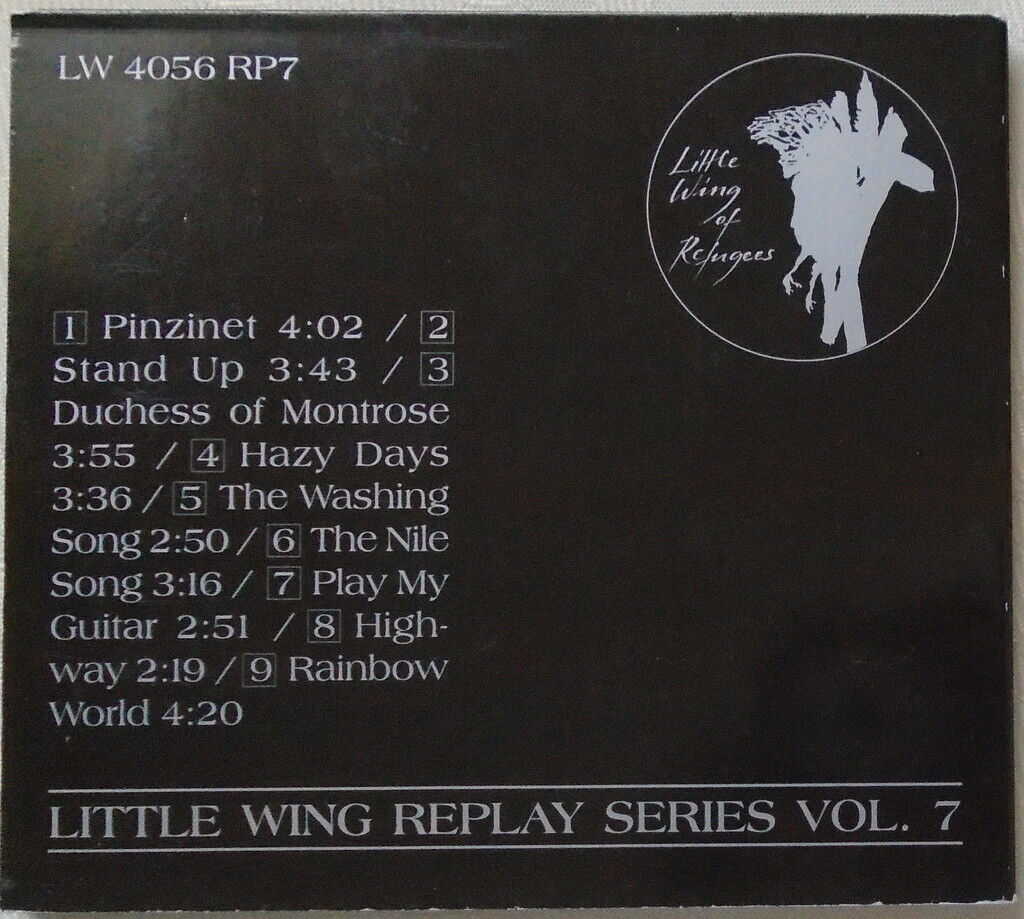 LW 4056 RP7
Little
Wing
of
Refugees
1 Pinzinet 4:02 / 2
Stand Up 3:43 / 3
Duchess of Montrose
3:55 / 4 Hazy Days
3:36 / 5 The Washing
Song 2:50 / 6 The Nile
Song 3:16 / 7 Play My
Guitar 2:51 / 8 High-
way 2:19 / 9 Rainbow
World 4:20
LITTLE WING REPLAY SERIES VOL. 7